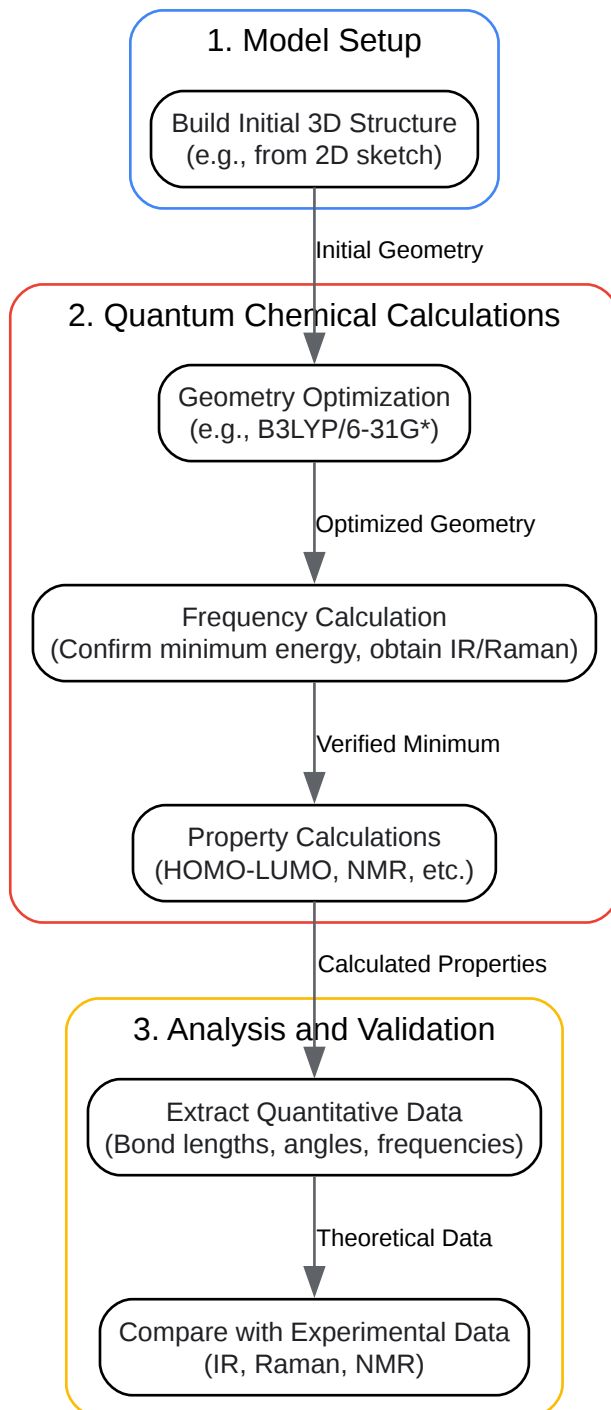 1. Model Setup
Build Initial 3D Structure
(e.g., from 2D sketch)
Initial Geometry
2. Quantum Chemical Calculations
Geometry Optimization
(e.g., B3LYP/6-31G*)
Optimized Geometry
Frequency Calculation
(Confirm minimum energy, obtain IR/Raman)
Verified Minimum
Property Calculations
(HOMO-LUMO, NMR, etc.)
Calculated Properties
3. Analysis and Validation
Extract Quantitative Data
(Bond lengths, angles, frequencies)
Theoretical Data
Compare with Experimental Data
(IR, Raman, NMR)